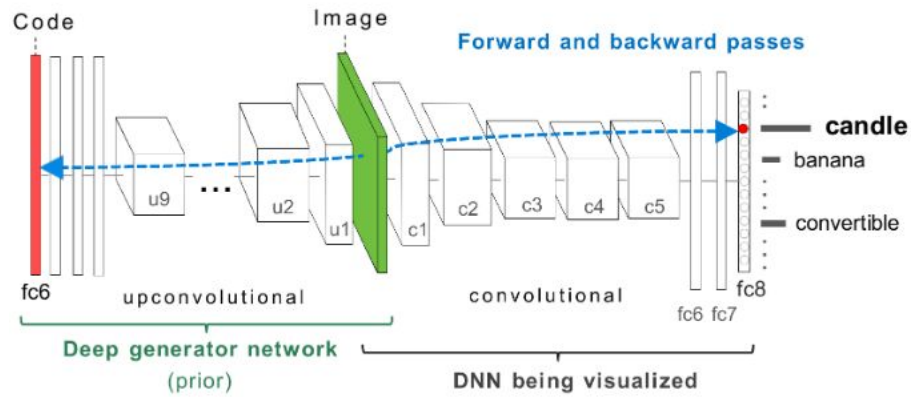 Code
Image
Forward and backward passes
candle
banana
convertible
u9
...
u2
u1
c1
c2
c3
c4
c5
fc6
upconvolutional
convolutional
fc6
fc7
fc8
Deep generator network
(prior)
DNN being visualized